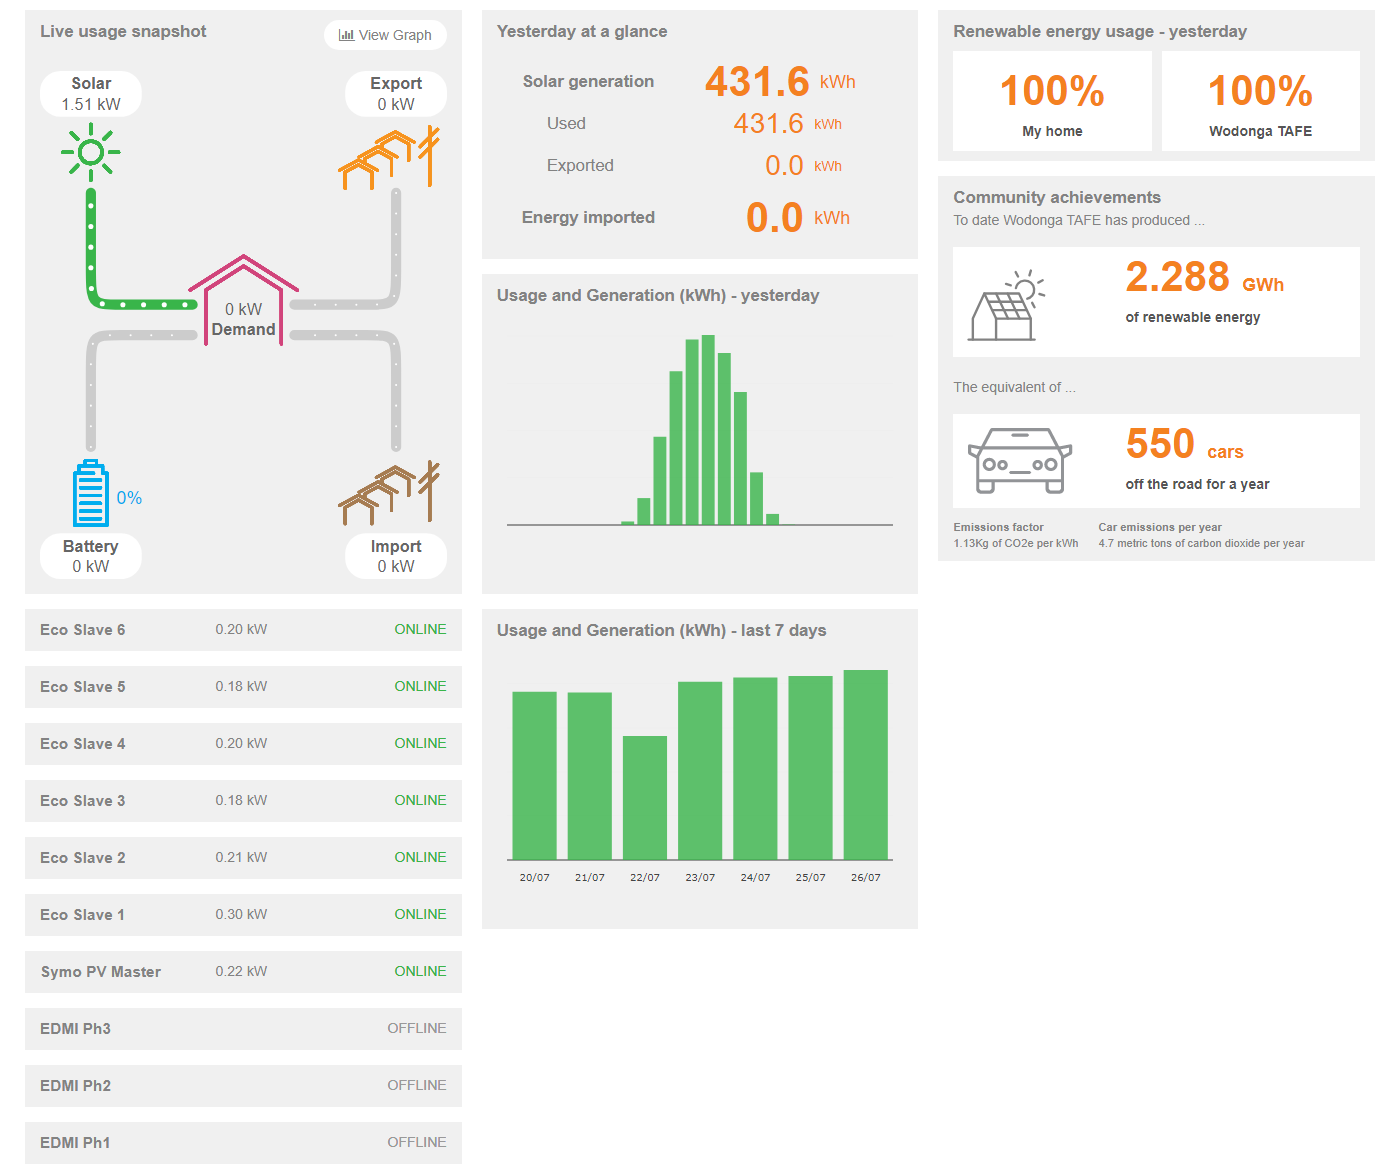 Live usage snapshot
View Graph
Solar
1.51 kW
Export
0 kW
0 kW
Demand
0%
Battery
0 kW
Import
0 kW
Eco Slave 6 0.20 kW ONLINE
Eco Slave 5 0.18 kW ONLINE
Eco Slave 4 0.20 kW ONLINE
Eco Slave 3 0.18 kW ONLINE
Eco Slave 2 0.21 kW ONLINE
Eco Slave 1 0.30 kW ONLINE
Symo PV Master 0.22 kW ONLINE
EDMI Ph3 OFFLINE
EDMI Ph2 OFFLINE
EDMI Ph1 OFFLINE
Yesterday at a glance
Solar generation 431.6 kWh
Used 431.6 kWh
Exported 0.0 kWh
Energy imported 0.0 kWh
Usage and Generation (kWh) - yesterday
Usage and Generation (kWh) - last 7 days
20/07 21/07 22/07 23/07 24/07 25/07 26/07
Renewable energy usage - yesterday
100%
My home
100%
Wodonga TAFE
Community achievements
To date Wodonga TAFE has produced ...
2.288 GWh
of renewable energy
The equivalent of ...
550 cars
off the road for a year
Emissions factor
1.13Kg of CO2e per kWh
Car emissions per year
4.7 metric tons of carbon dioxide per year